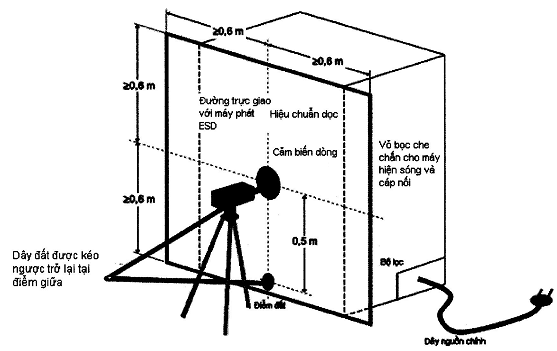 ≥0,6 m
≥0,6 m
≥0,6 m
≥0,6 m
Đường trực giao
với máy phát
ESD
Hiệu chuẩn dọc
Cảm biến dòng
Vỏ bọc che
chắn cho máy
hiện sóng và
cáp nối
0,5 m
Dây đất được kéo
ngược trở lại tại
điểm giữa
Điểm đất
Bộ lọc
Dây nguồn chính